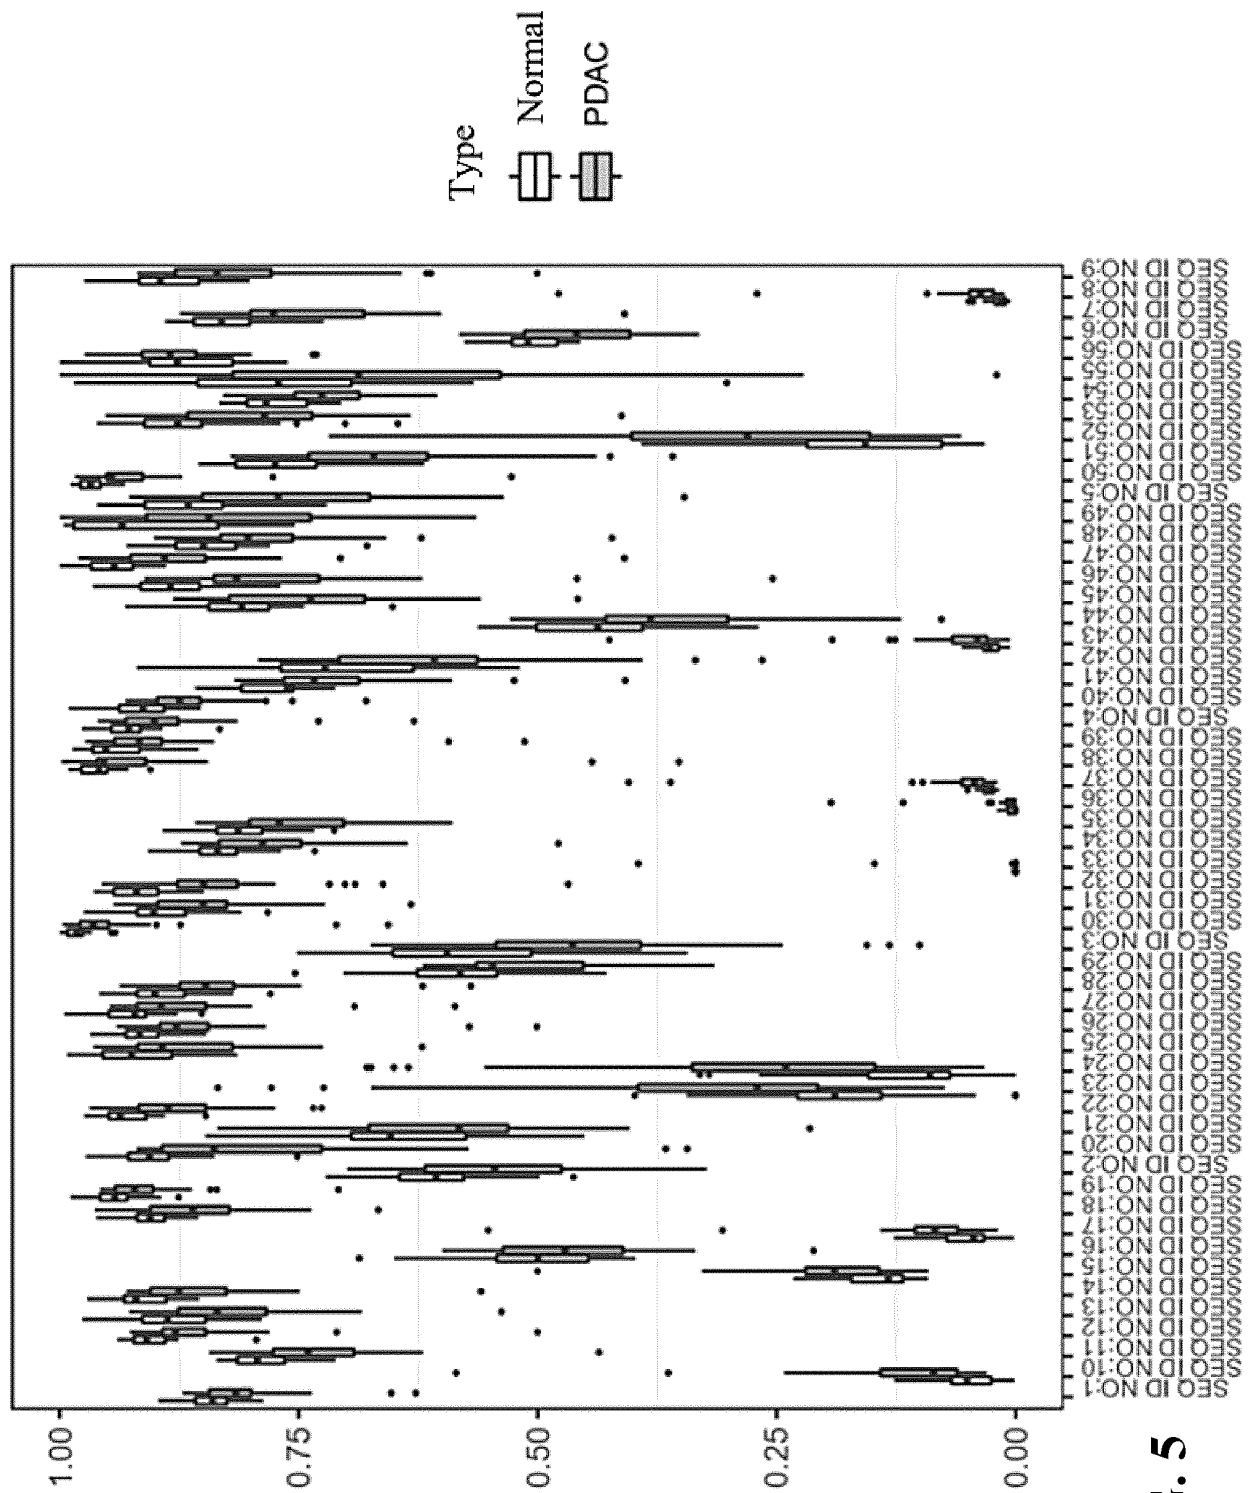 Type
Normal
PDAC
1.00
0.75
0.50
0.25
0.00
SEQ ID NO:1
SEQ ID NO:10
SEQ ID NO:11
SEQ ID NO:12
SEQ ID NO:13
SEQ ID NO:14
SEQ ID NO:15
SEQ ID NO:16
SEQ ID NO:17
SEQ ID NO:18
SEQ ID NO:19
SEQ ID NO:2
SEQ ID NO:20
SEQ ID NO:21
SEQ ID NO:22
SEQ ID NO:23
SEQ ID NO:24
SEQ ID NO:25
SEQ ID NO:26
SEQ ID NO:27
SEQ ID NO:28
SEQ ID NO:29
SEQ ID NO:3
SEQ ID NO:30
SEQ ID NO:31
SEQ ID NO:32
SEQ ID NO:33
SEQ ID NO:34
SEQ ID NO:35
SEQ ID NO:36
SEQ ID NO:37
SEQ ID NO:38
SEQ ID NO:39
SEQ ID NO:4
SEQ ID NO:40
SEQ ID NO:41
SEQ ID NO:42
SEQ ID NO:43
SEQ ID NO:44
SEQ ID NO:45
SEQ ID NO:46
SEQ ID NO:47
SEQ ID NO:48
SEQ ID NO:49
SEQ ID NO:5
SEQ ID NO:50
SEQ ID NO:51
SEQ ID NO:52
SEQ ID NO:53
SEQ ID NO:54
SEQ ID NO:55
SEQ ID NO:56
SEQ ID NO:6
SEQ ID NO:7
SEQ ID NO:8
SEQ ID NO:9
. 5